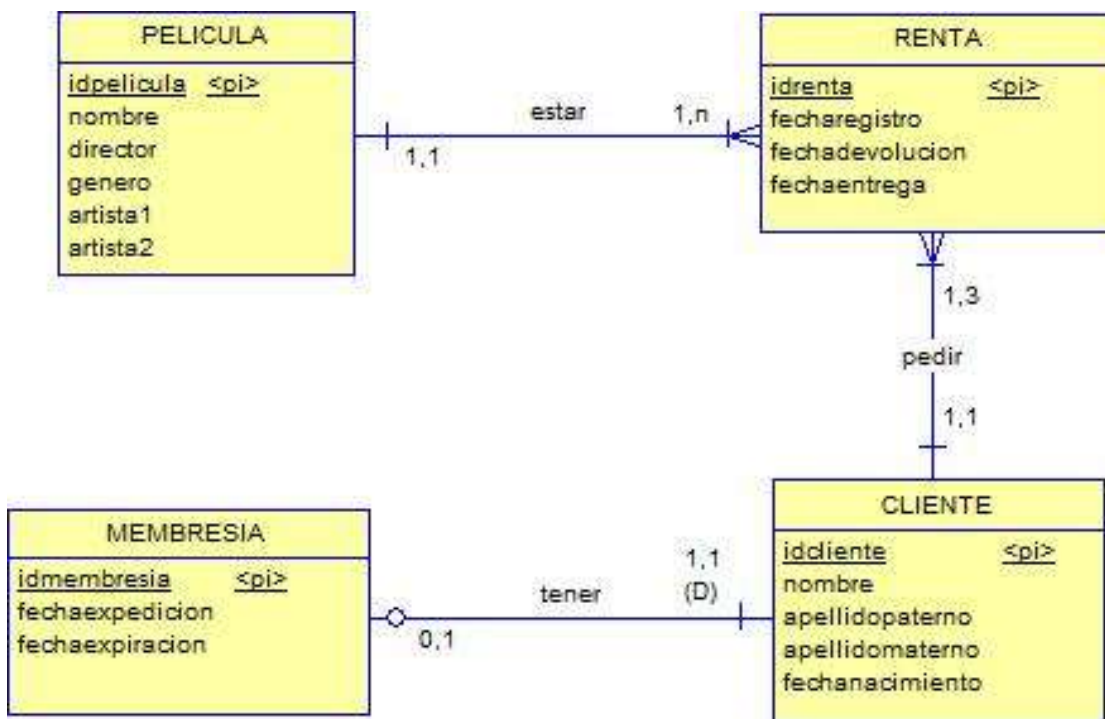 PELICULA
idpelicula <pi>
nombre
director
genero
artista1
artista2
estar
1,1
1,n
RENTA
idrenta <pi>
fecharegistro
fechadevolucion
fechaentrega
1,3
pedir
1,1
MEMBRESIA
idmembresia <pi>
fechaexpedicion
fechaexpiracion
tener
0,1
1,1
(D)
CLIENTE
idcliente <pi>
nombre
apellidopaterno
apellidomaterno
fechanacimiento